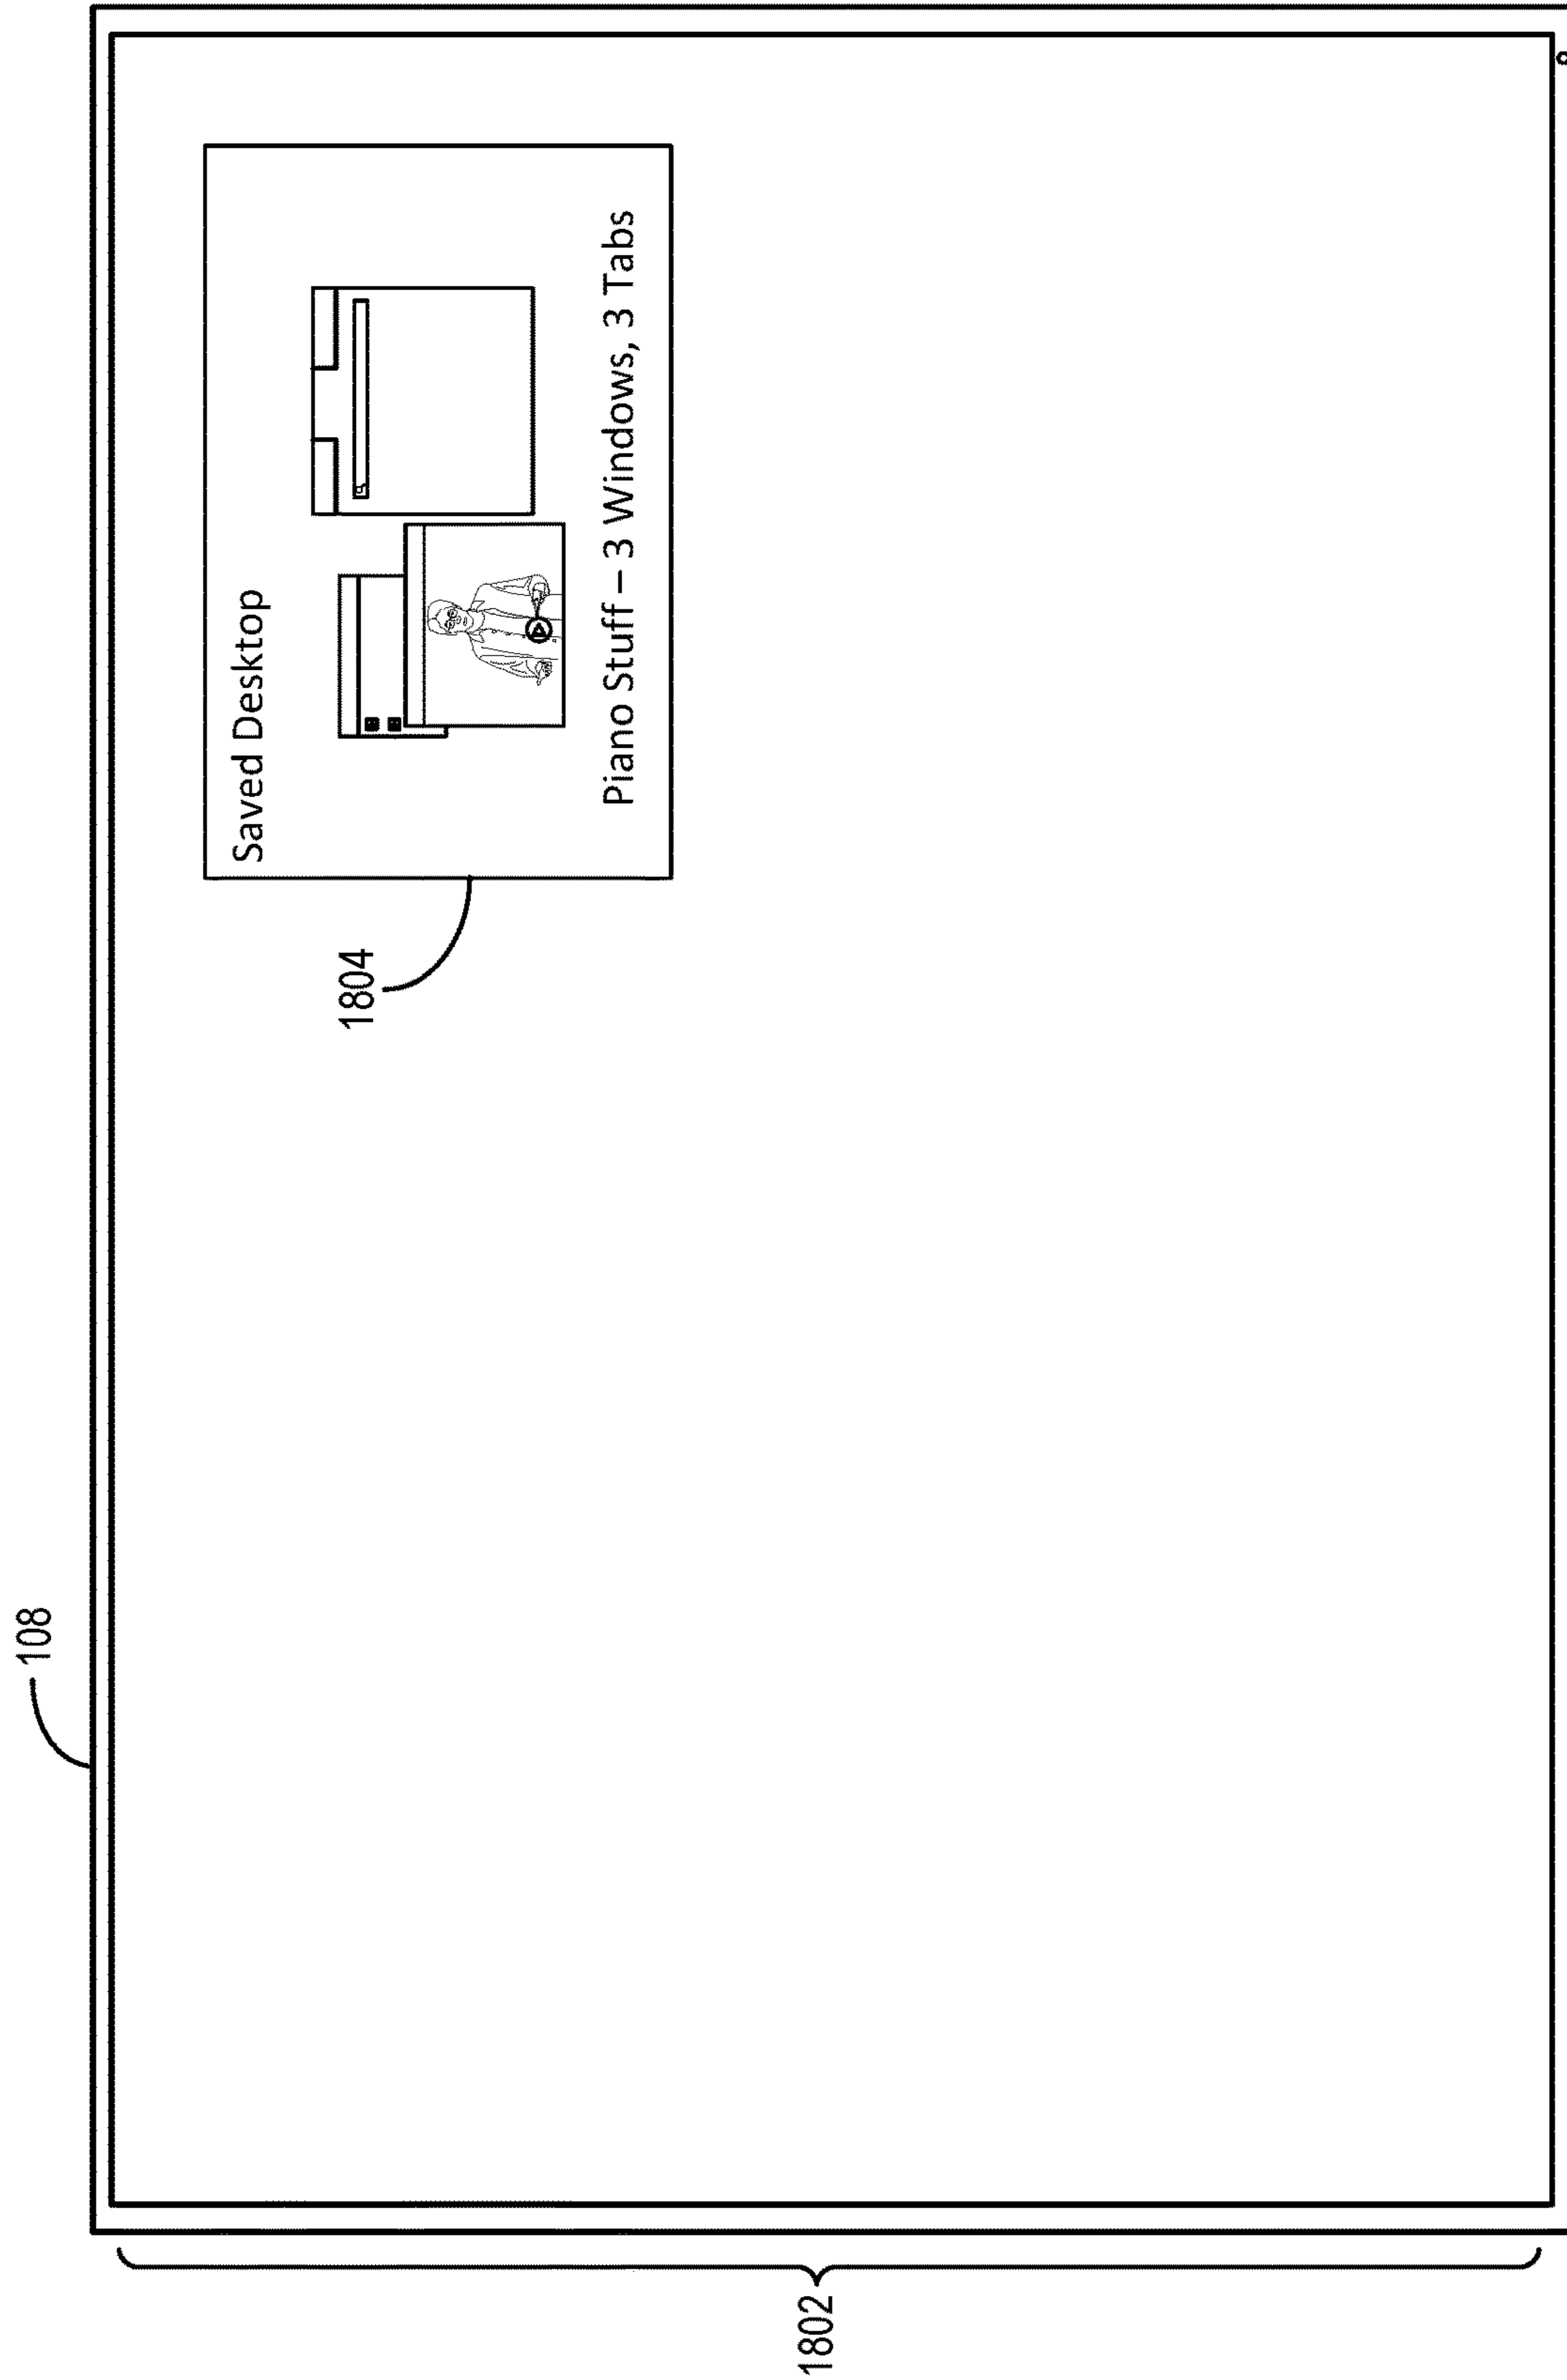 108
Saved Desktop
1804
Piano Stuff – 3 Windows, 3 Tabs
1802